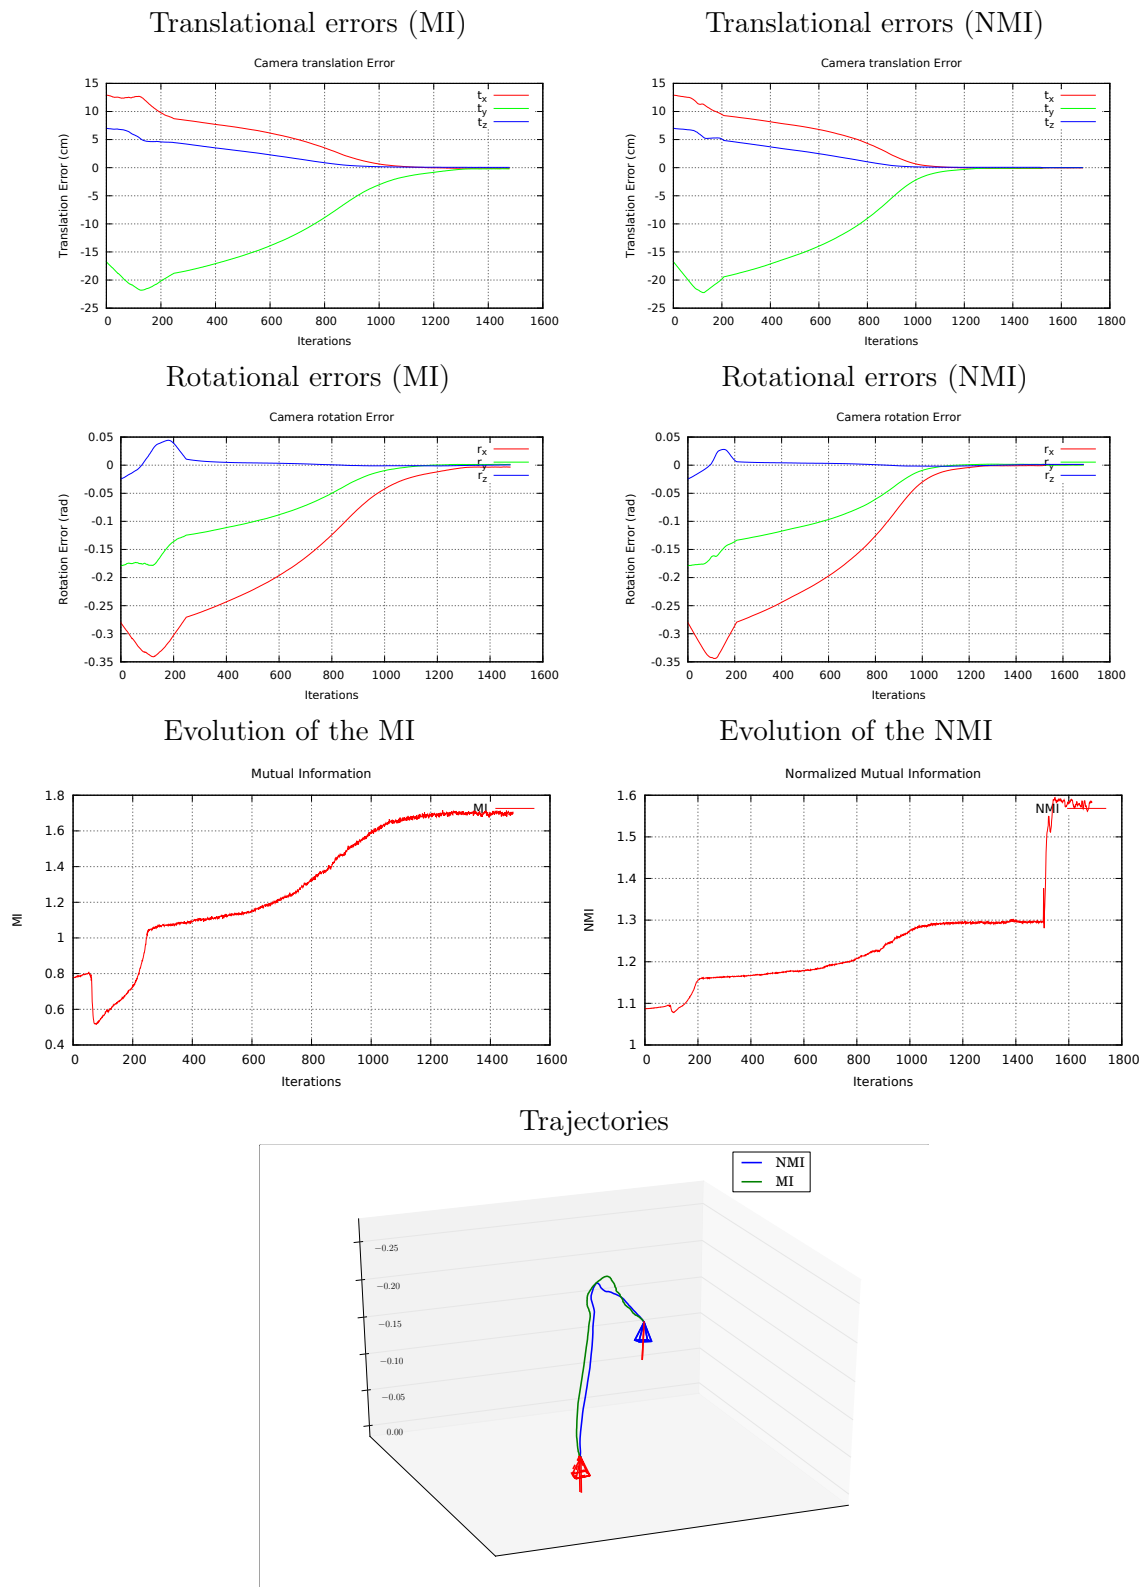 Translational errors (MI) Translational errors (NMI)
Camera translation Error Camera translation Error
15 15
10 10
5 5
0 0
-5 -5
-10 -10
-15 -15
-20 -20
-25 -25
t_x t_x
t_y t_y
t_z t_z
Translation Error (cm) Translation Error (cm)
0 200 400 600 800 1000 1200 1400 1600 0 200 400 600 800 1000 1200 1400 1600 1800
Iterations Iterations
Rotational errors (MI) Rotational errors (NMI)
Camera rotation Error Camera rotation Error
0.05 0.05
0 0
-0.05 -0.05
-0.1 -0.1
-0.15 -0.15
-0.2 -0.2
-0.25 -0.25
-0.3 -0.3
-0.35 -0.35
r_x r_x
r_y r_y
r_z r_z
Rotation Error (rad) Rotation Error (rad)
0 200 400 600 800 1000 1200 1400 1600 0 200 400 600 800 1000 1200 1400 1600 1800
Iterations Iterations
Evolution of the MI Evolution of the NMI
Mutual Information Normalized Mutual Information
1.8 1.6
1.6 1.5
1.4 1.4
1.2 1.3
1 1.2
0.8 1.1
0.6 1
0.4
MI NMI
MI NMI
0 200 400 600 800 1000 1200 1400 1600 0 200 400 600 800 1000 1200 1400 1600 1800
Iterations Iterations
Trajectories
NMI
MI
−0.25
−0.20
−0.15
−0.10
−0.05
0.00